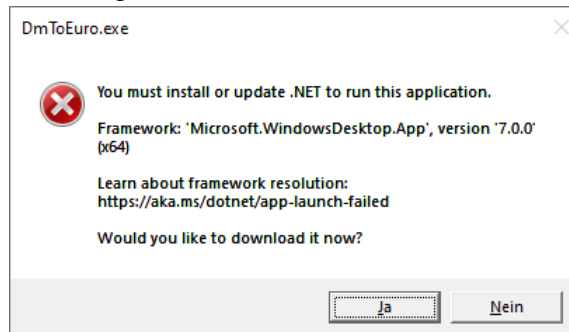 DmToEuro.exe
You must install or update .NET to run this application.
Framework: 'Microsoft.WindowsDesktop.App', version '7.0.0'
(x64)
Learn about framework resolution:
https://aka.ms/dotnet/app-launch-failed
Would you like to download it now?
Ja
Nein